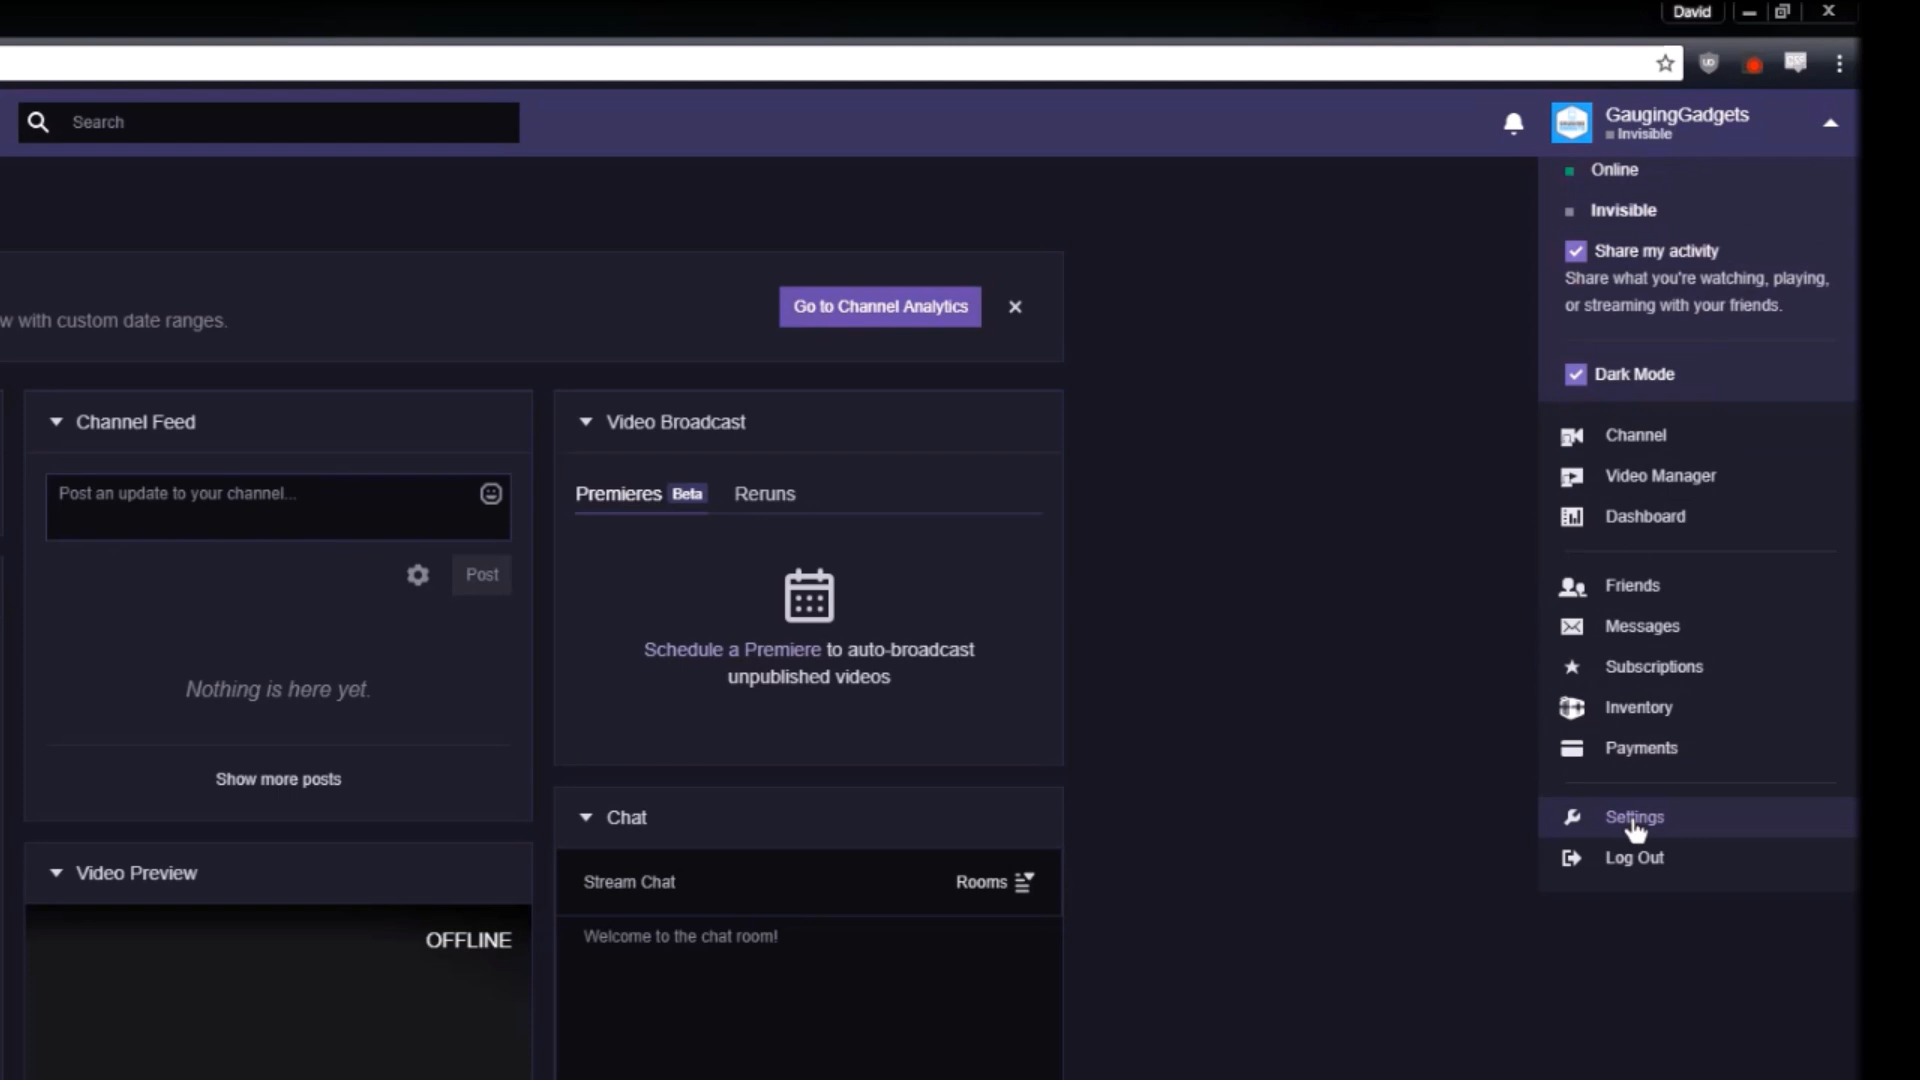 David
Search
GaugingGadgets
Invisible
Online
Invisible
Share my activity
Share what you're watching, playing,
or streaming with your friends.
Dark Mode
w with custom date ranges.
Go to Channel Analytics
Channel Feed
Post an update to your channel...
Post
Nothing is here yet.
Show more posts
Video Preview
OFFLINE
Video Broadcast
Premieres Beta Reruns
Schedule a Premiere to auto-broadcast
unpublished videos
Chat
Stream Chat Rooms
Welcome to the chat room!
Channel
Video Manager
Dashboard
Friends
Messages
Subscriptions
Inventory
Payments
Settings
Log Out